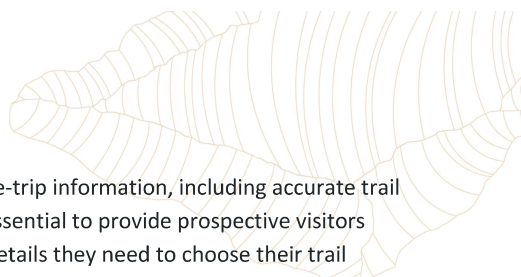 e-trip information, including accurate trail
ssential to provide prospective visitors
etails they need to choose their trail